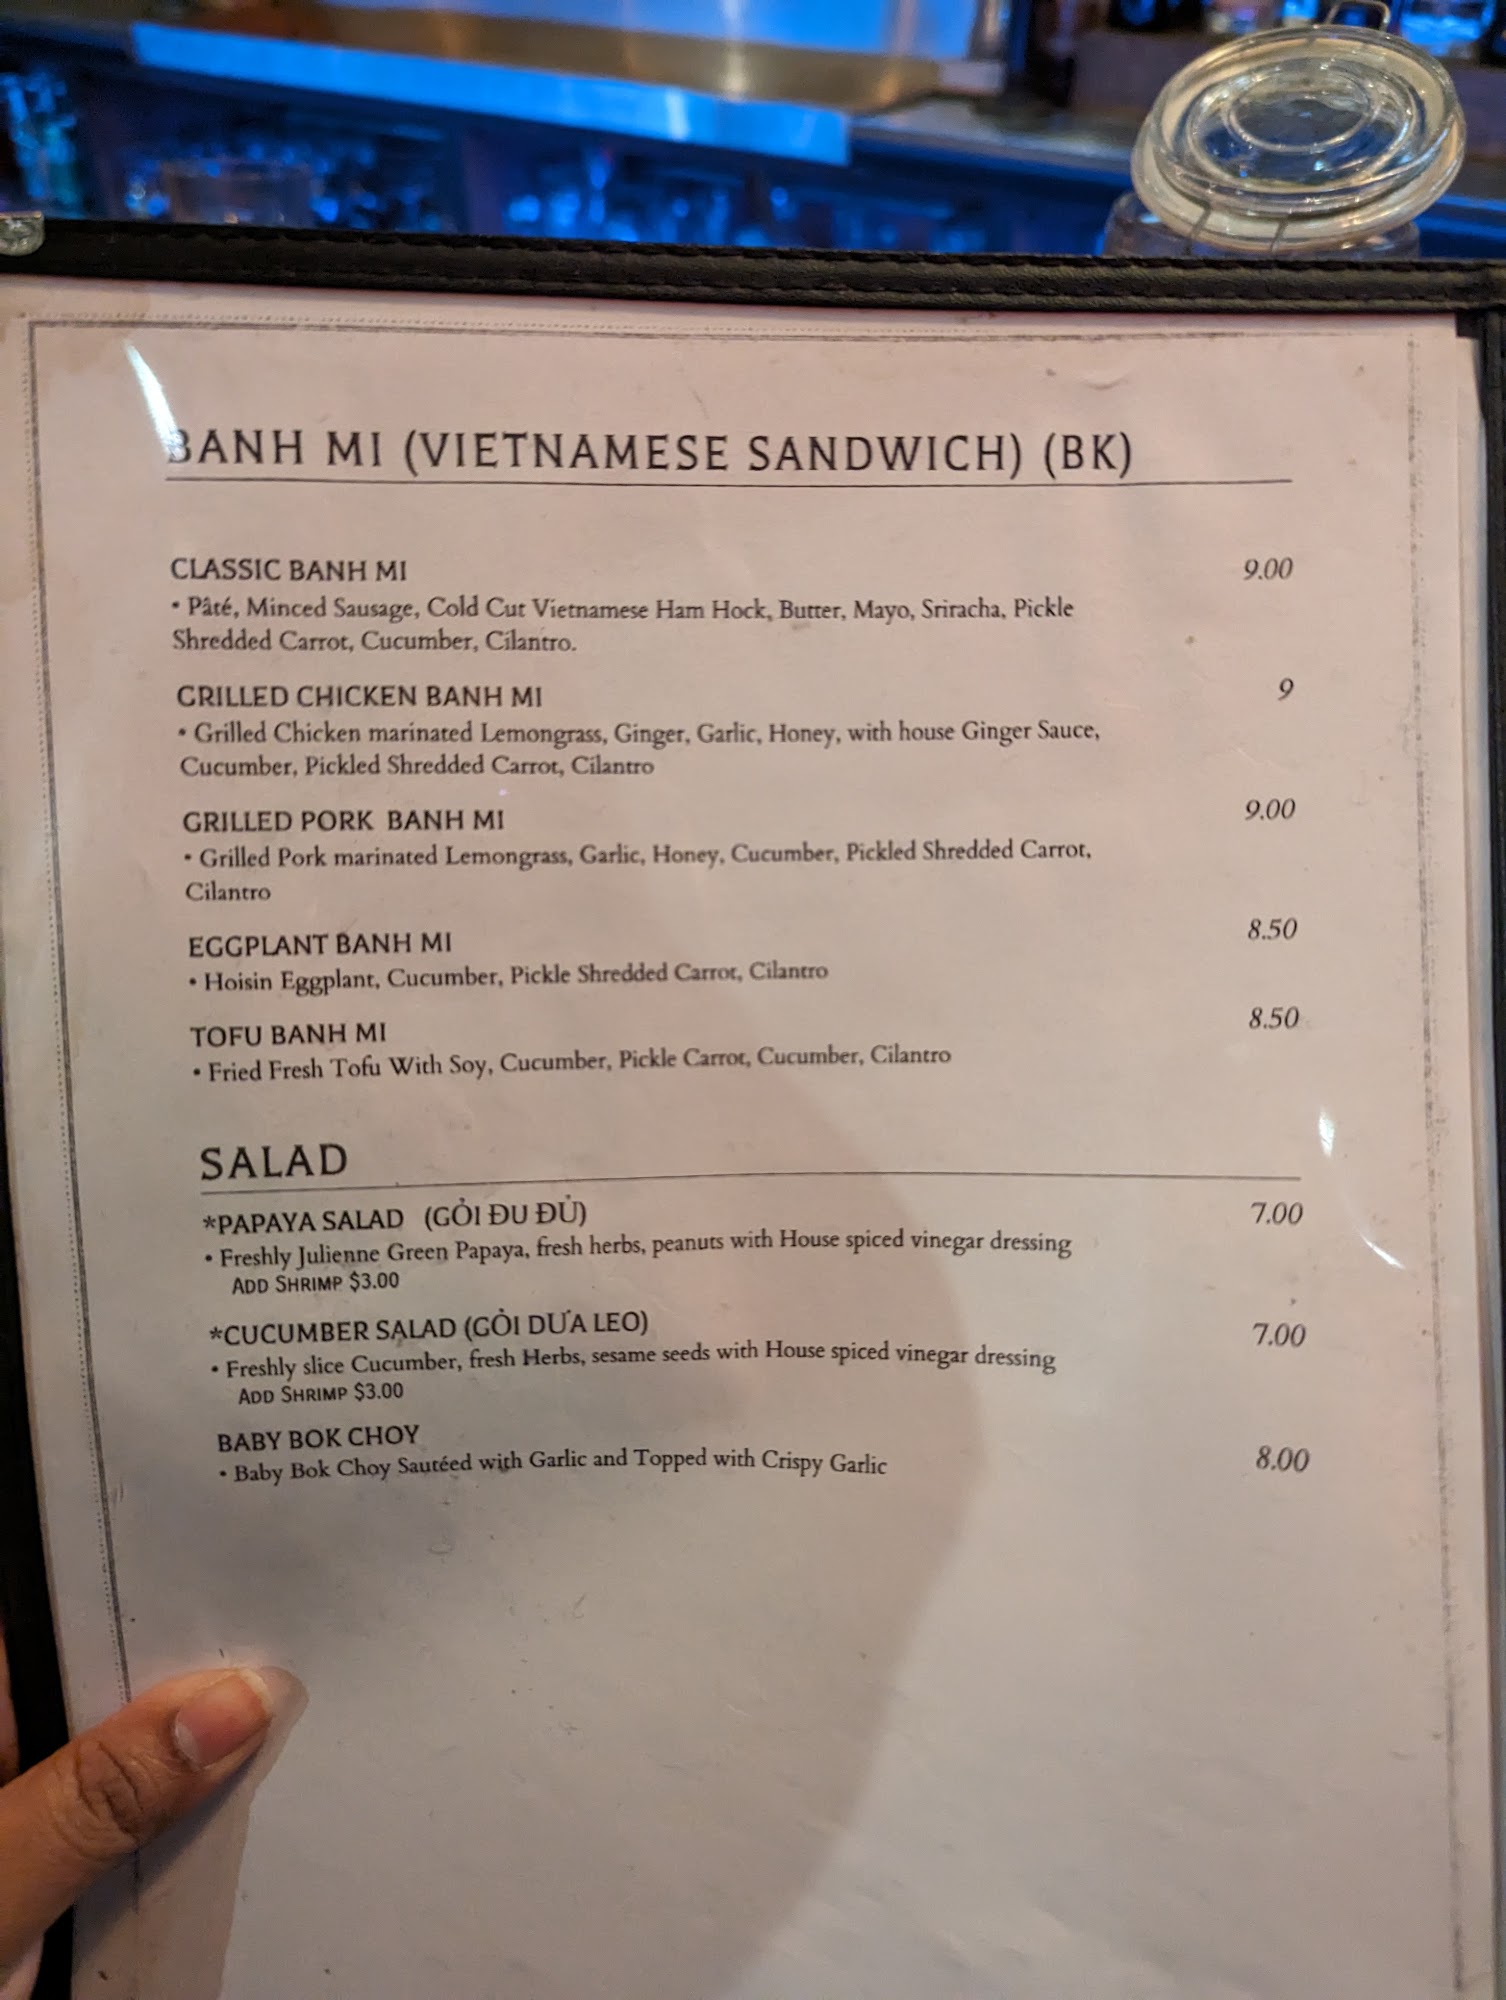 BANH MI (VIETNAMESE SANDWICH) (BK)
CLASSIC BANH MI 9.00
• Pâté, Minced Sausage, Cold Cut Vietnamese Ham Hock, Butter, Mayo, Sriracha, Pickle
Shredded Carrot, Cucumber, Cilantro.
GRILLED CHICKEN BANH MI 9
• Grilled Chicken marinated Lemongrass, Ginger, Garlic, Honey, with house Ginger Sauce,
Cucumber, Pickled Shredded Carrot, Cilantro
GRILLED PORK BANH MI 9.00
• Grilled Pork marinated Lemongrass, Garlic, Honey, Cucumber, Pickled Shredded Carrot,
Cilantro
EGGPLANT BANH MI 8.50
• Hoisin Eggplant, Cucumber, Pickle Shredded Carrot, Cilantro
TOFU BANH MI 8.50
• Fried Fresh Tofu With Soy, Cucumber, Pickle Carrot, Cucumber, Cilantro
SALAD
*PAPAYA SALAD (GỎI ĐU ĐỦ) 7.00
• Freshly Julienne Green Papaya, fresh herbs, peanuts with House spiced vinegar dressing
ADD SHRIMP $3.00
*CUCUMBER SALAD (GỎI DƯA LEO) 7.00
• Freshly slice Cucumber, fresh Herbs, sesame seeds with House spiced vinegar dressing
ADD SHRIMP $3.00
BABY BOK CHOY 8.00
• Baby Bok Choy Sautéed with Garlic and Topped with Crispy Garlic